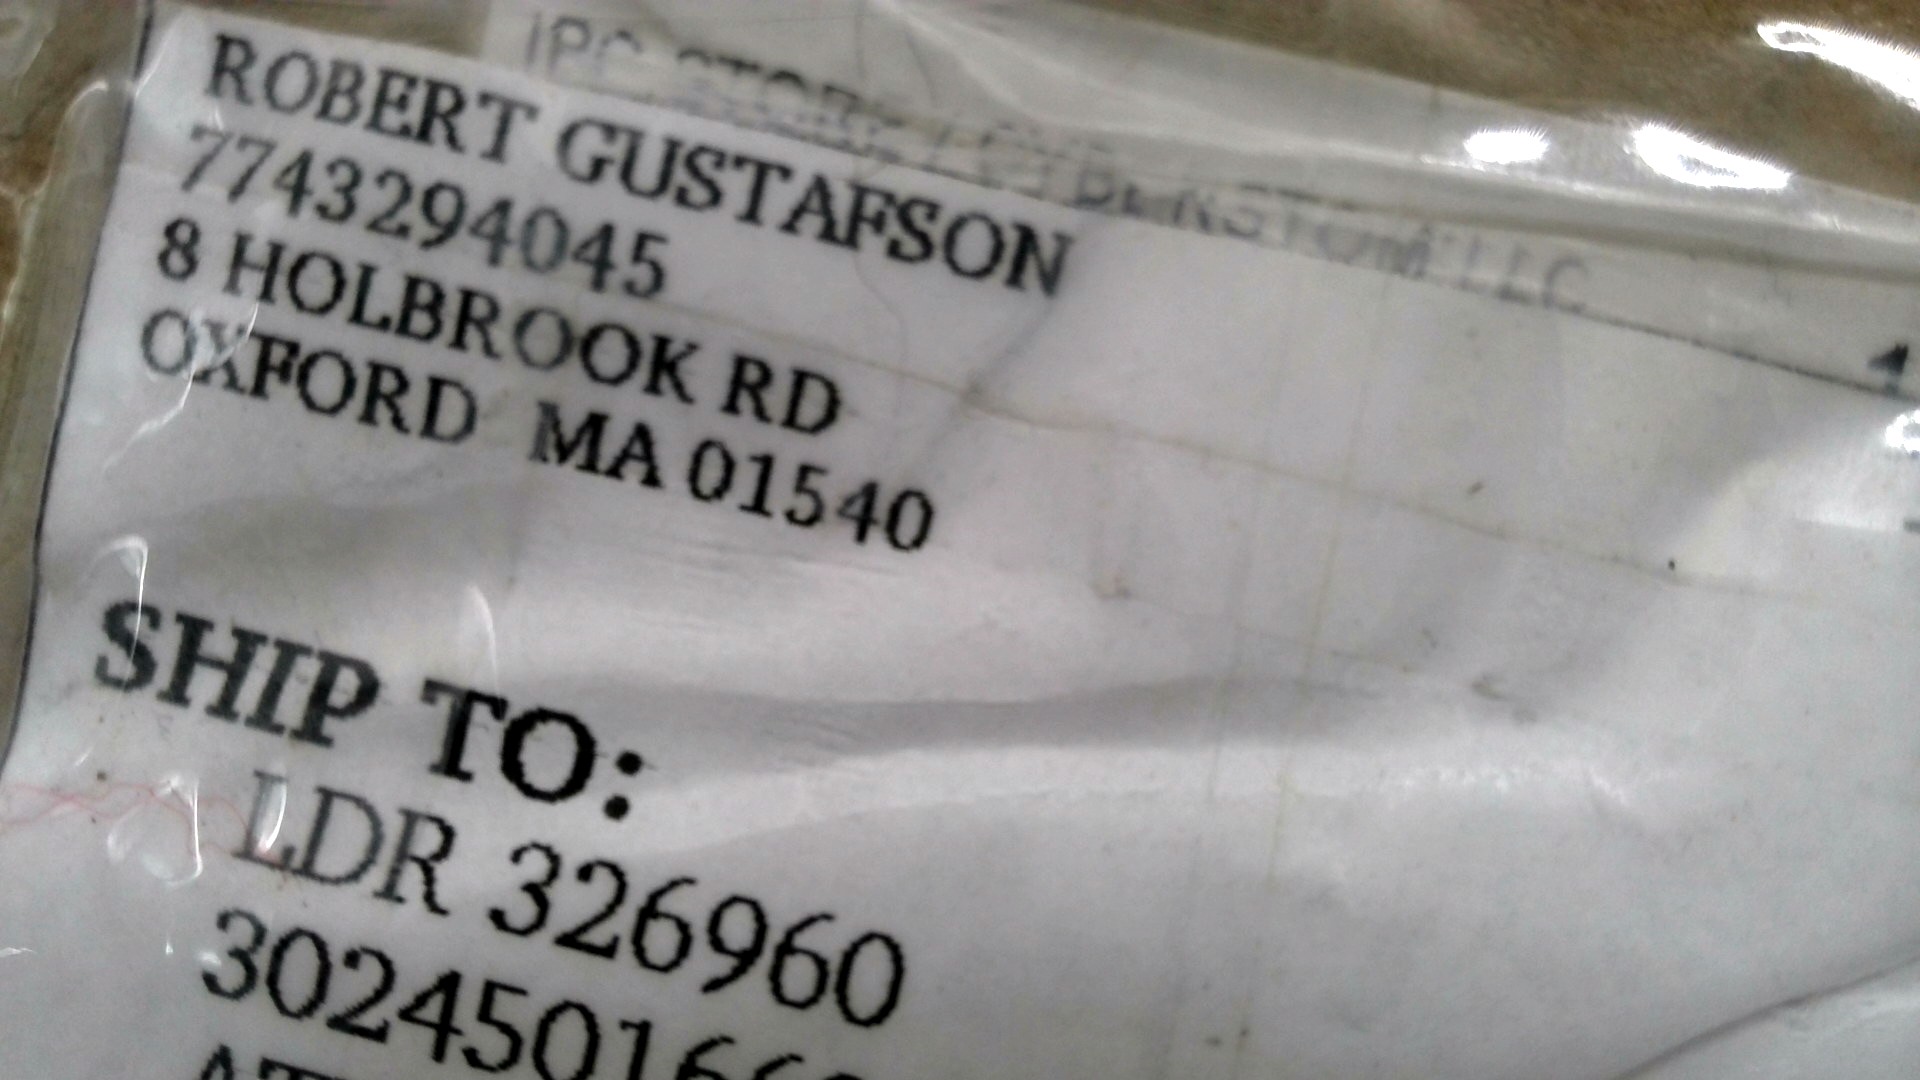 ROBERT GUSTAFSON
7743294045
8 HOLBROOK RD
OXFORD MA 01540
SHIP TO:
LDR 326960